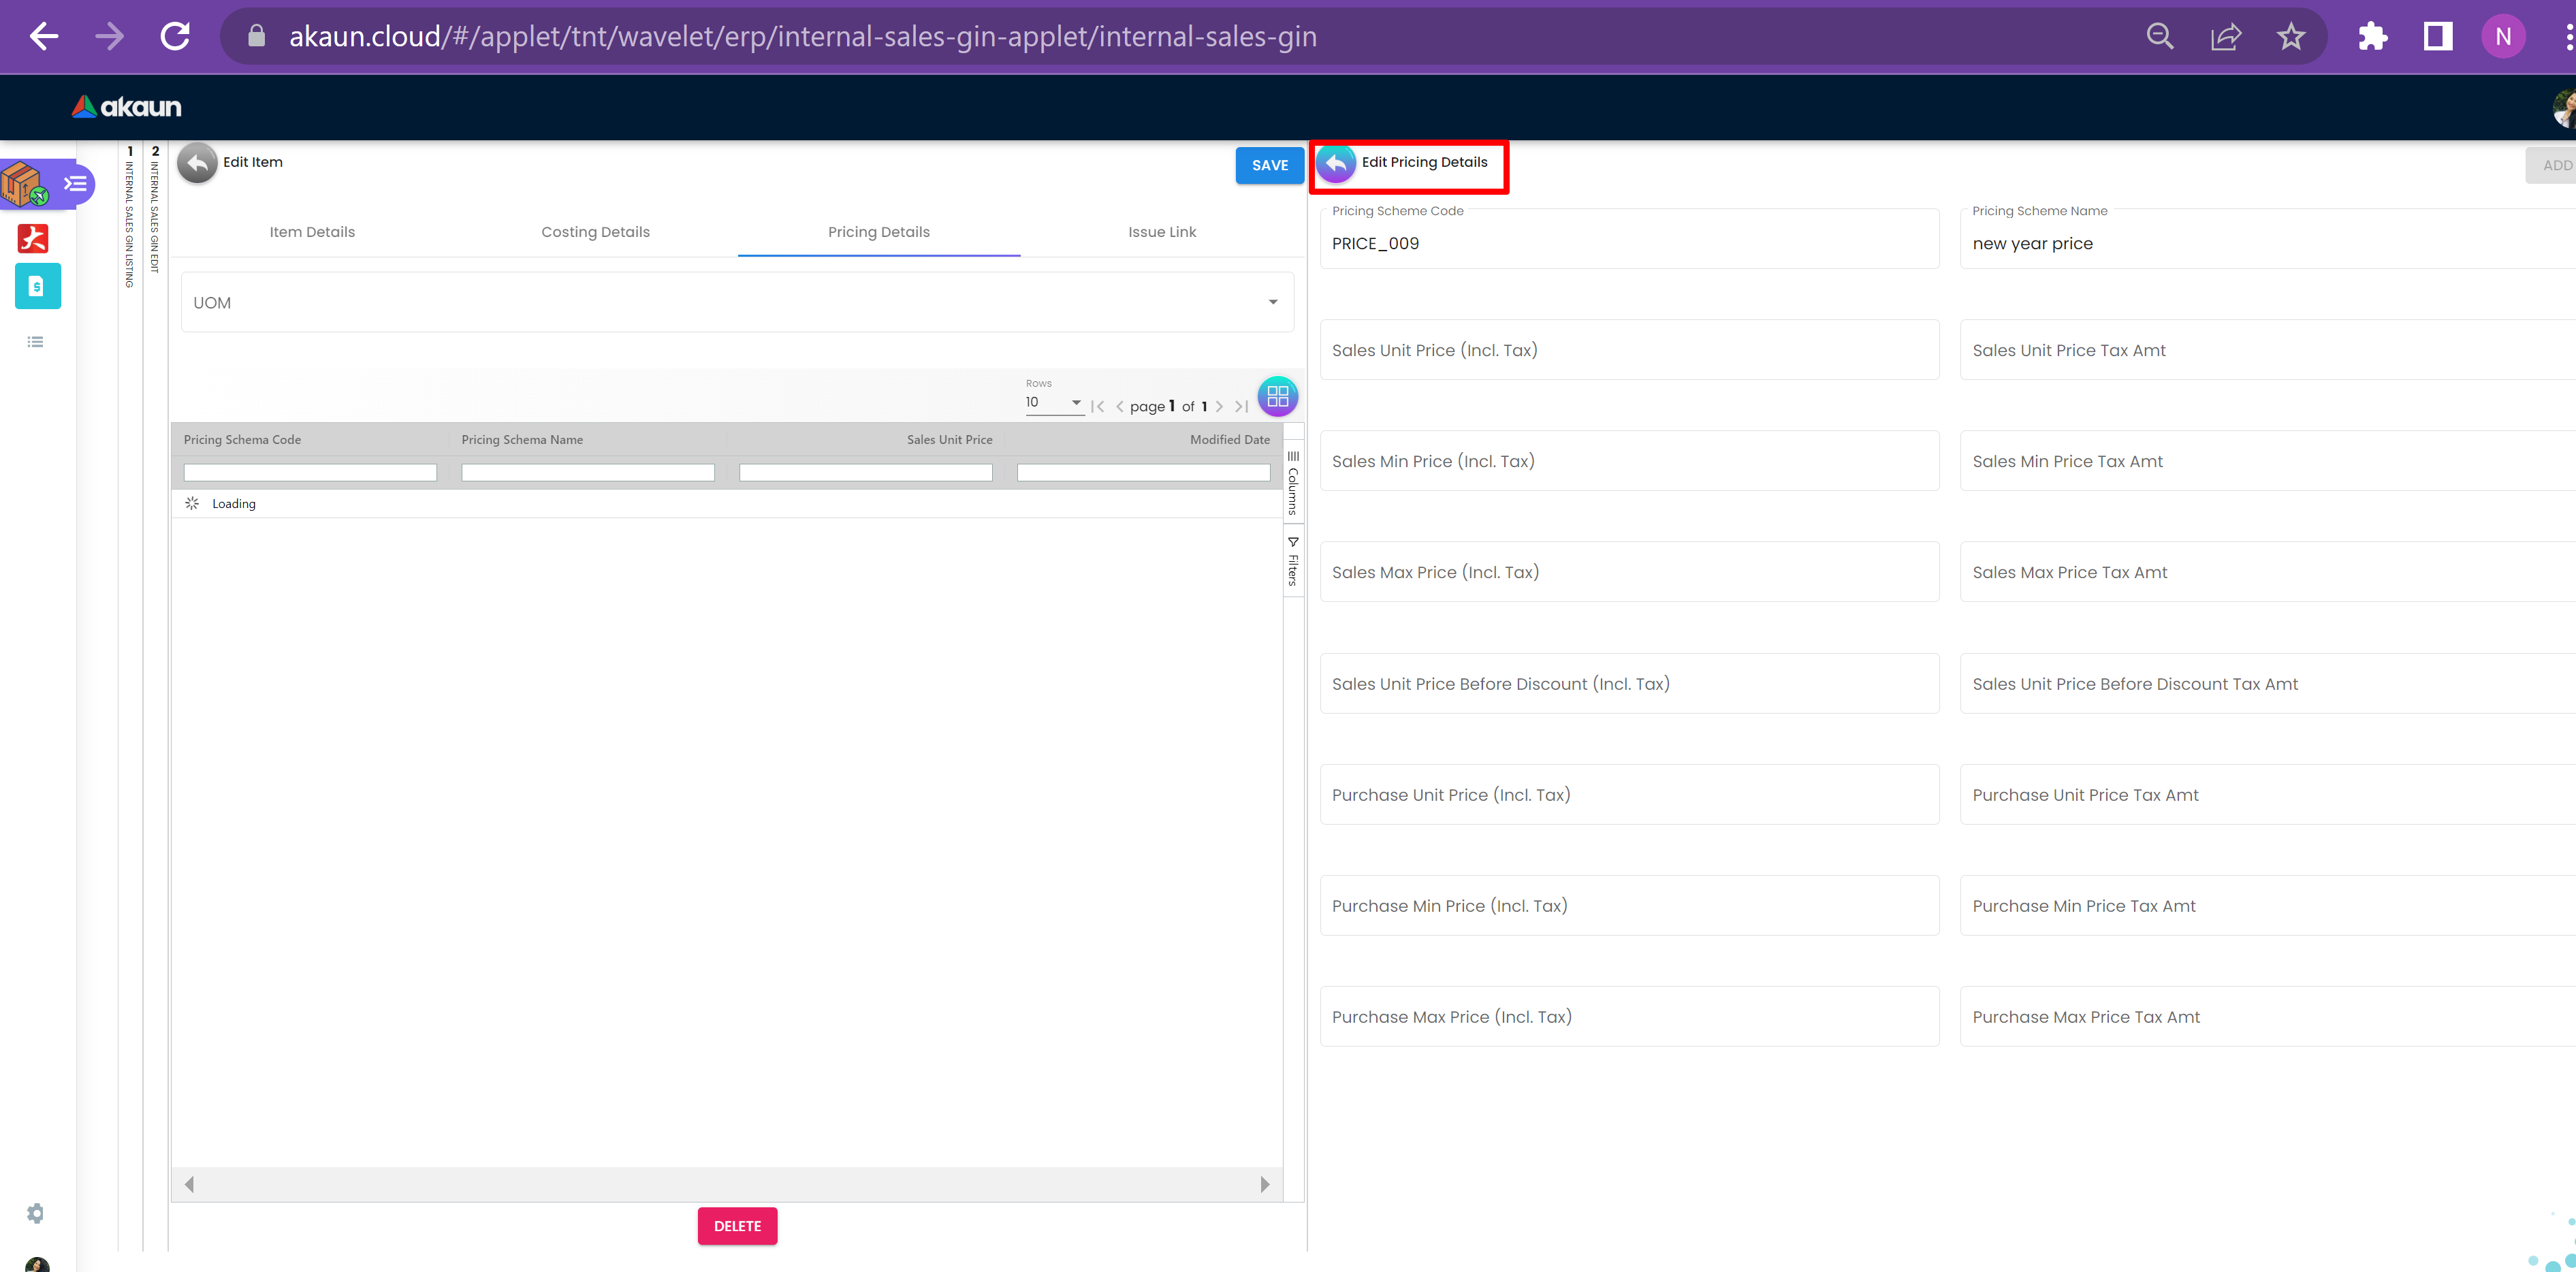 akaun.cloud/#/applet/tnt/wavelet/erp/internal-sales-gin-applet/internal-sales-gin
N
akaun
1 INTERNAL SALES GIN LISTING
2 INTERNAL SALES GIN EDIT
Edit Item
SAVE
Item Details
Costing Details
Pricing Details
Issue Link
UOM
Rows
10
page 1 of 1
Pricing Schema Code
Pricing Schema Name
Sales Unit Price
Modified Date
Loading
Columns
Filters
DELETE
Edit Pricing Details
ADD
Pricing Scheme Code
PRICE_009
Pricing Scheme Name
new year price
Sales Unit Price (Incl. Tax)
Sales Unit Price Tax Amt
Sales Min Price (Incl. Tax)
Sales Min Price Tax Amt
Sales Max Price (Incl. Tax)
Sales Max Price Tax Amt
Sales Unit Price Before Discount (Incl. Tax)
Sales Unit Price Before Discount Tax Amt
Purchase Unit Price (Incl. Tax)
Purchase Unit Price Tax Amt
Purchase Min Price (Incl. Tax)
Purchase Min Price Tax Amt
Purchase Max Price (Incl. Tax)
Purchase Max Price Tax Amt